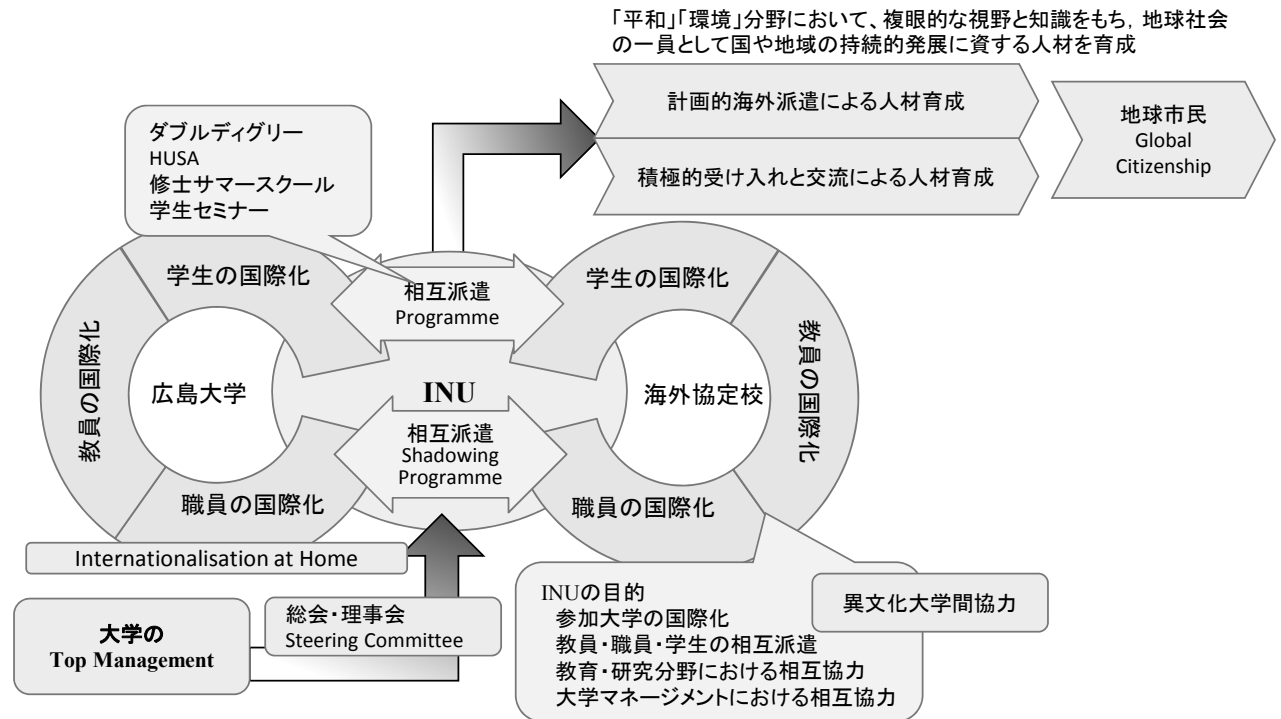 「平和」「環境」分野において、複眼的な視野と知識をもち，地球社会
の一員として国や地域の持続的発展に資する人材を育成
計画的海外派遣による人材育成
積極的受け入れと交流による人材育成
地球市民
Global
Citizenship
ダブルディグリー
HUSA
修士サマースクール
学生セミナー
学生の国際化
教員の国際化
職員の国際化
広島大学
相互派遣
Programme
INU
相互派遣
Shadowing
Programme
学生の国際化
教員の国際化
職員の国際化
海外協定校
Internationalisation at Home
大学の
Top Management
総会・理事会
Steering Committee
INUの目的
参加大学の国際化
教員・職員・学生の相互派遣
教育・研究分野における相互協力
大学マネージメントにおける相互協力
異文化大学間協力